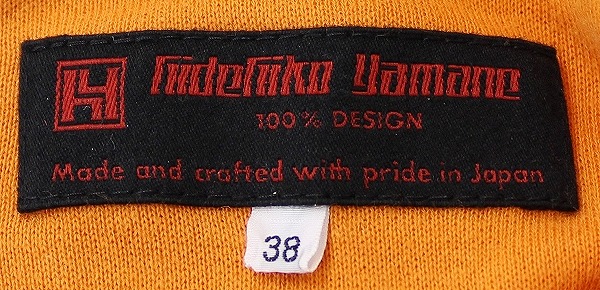 H Hidehiko Yamane
100% DESIGN
Made and crafted with pride in Japan
38